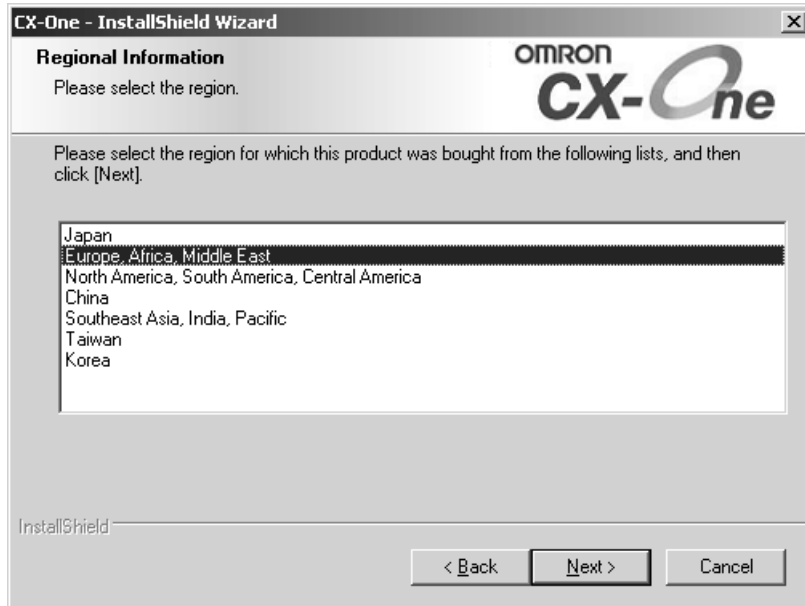 CX-One - InstallShield Wizard
Regional Information
Please select the region.
OMRON
CX-One
Please select the region for which this product was bought from the following lists, and then
click [Next].
Japan
Europe, Africa, Middle East
North America, South America, Central America
China
Southeast Asia, India, Pacific
Taiwan
Korea
InstallShield
< Back Next > Cancel